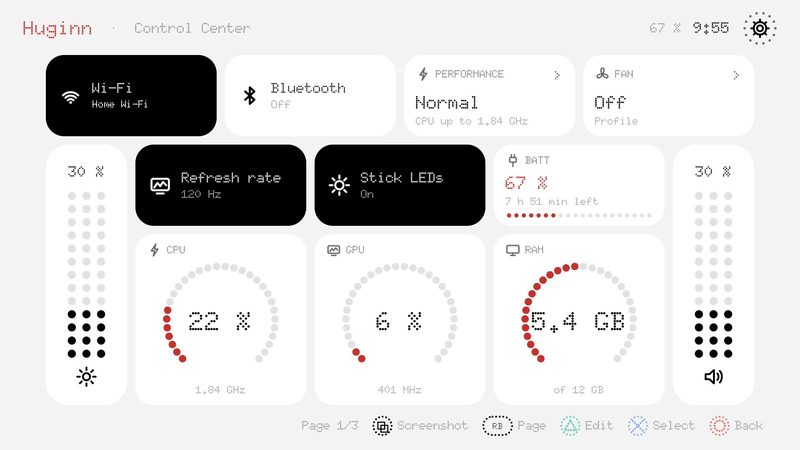 Huginn · Control Center
67 % 9:55
Wi-Fi
Home Wi-Fi
Bluetooth
Off
PERFORMANCE
Normal
CPU up to 1.84 GHz
FAN
Off
Profile
30 %
Refresh rate
120 Hz
Stick LEDs
On
BATT
67 %
7 h 51 min left
30 %
CPU
22 %
1.84 GHz
GPU
6 %
401 MHz
RAM
5.4 GB
of 12 GB
Page 1/3 Screenshot RB Page Edit Select Back